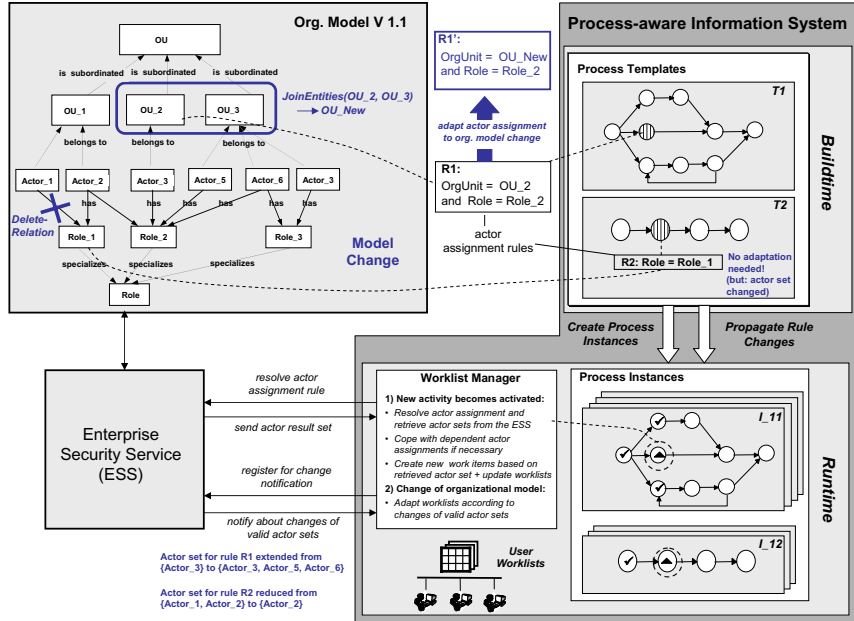 Org. Model V 1.1
OU
is subordinated
is subordinated
is subordinated
OU_1
OU_2
OU_3
JoinEntities(OU_2, OU_3)
OU_New
belongs to
belongs to
belongs to
Actor_1
Actor_2
Actor_3
Actor_5
Actor_6
Actor_3
has
has
has
has
has
has
Delete-
Relation
Role_1
Role_2
Role_3
Model
Change
specializes
specializes
specializes
Role
R1':
OrgUnit = OU_New
and Role = Role_2
adapt actor assignment
to org. model change
R1:
OrgUnit = OU_2
and Role = Role_2
actor
assignment rules
Process-aware Information System
Process Templates
T1
T2
R2: Role = Role_1
No adaptation
needed!
(but: actor set
changed)
Buildtime
Create Process
Instances
Propagate Rule
Changes
Enterprise
Security Service
(ESS)
resolve actor
assignment rule
send actor result set
register for change
notification
notify about changes of
valid actor sets
Worklist Manager
1) New activity becomes activated:
• Resolve actor assignment and
retrieve actor sets from the ESS
• Cope with dependent actor
assignments if necessary
• Create new work items based on
retrieved actor set + update worklists
2) Change of organizational model:
• Adapt worklists according to
changes of valid actor sets
User
Worklists
Process Instances
I_11
I_12
Runtime
Actor set for rule R1 extended from
{Actor_3} to {Actor_3, Actor_5, Actor_6}
Actor set for rule R2 reduced from
{Actor_1, Actor_2} to {Actor_2}